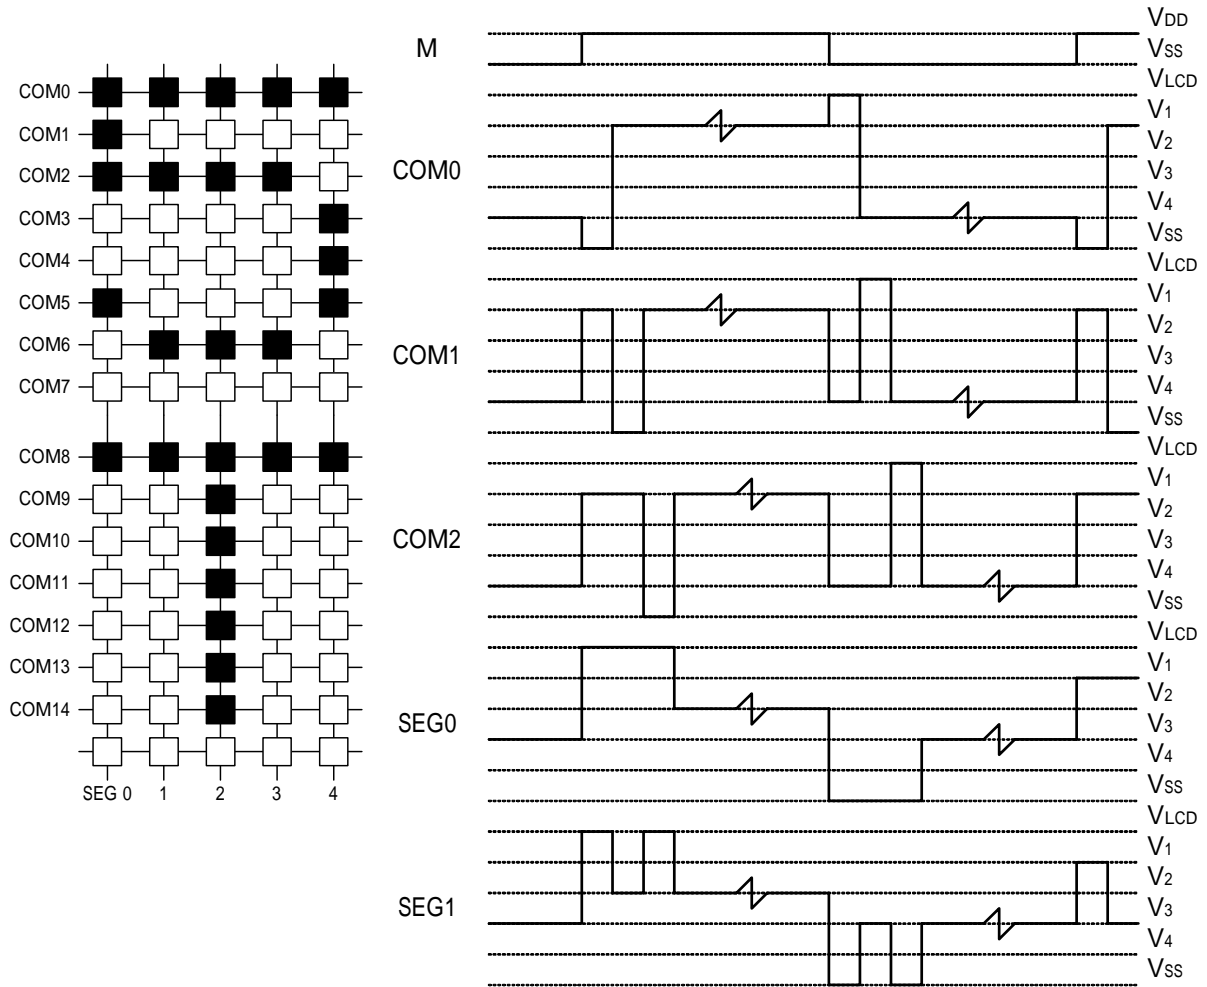 COM0
COM1
COM2
COM3
COM4
COM5
COM6
COM7
COM8
COM9
COM10
COM11
COM12
COM13
COM14
SEG 0 1 2 3 4
M
VDD
VSS
COM0
VLCD
V1
V2
V3
V4
VSS
COM1
VLCD
V1
V2
V3
V4
VSS
COM2
VLCD
V1
V2
V3
V4
VSS
SEG0
VLCD
V1
V2
V3
V4
VSS
SEG1
VLCD
V1
V2
V3
V4
VSS